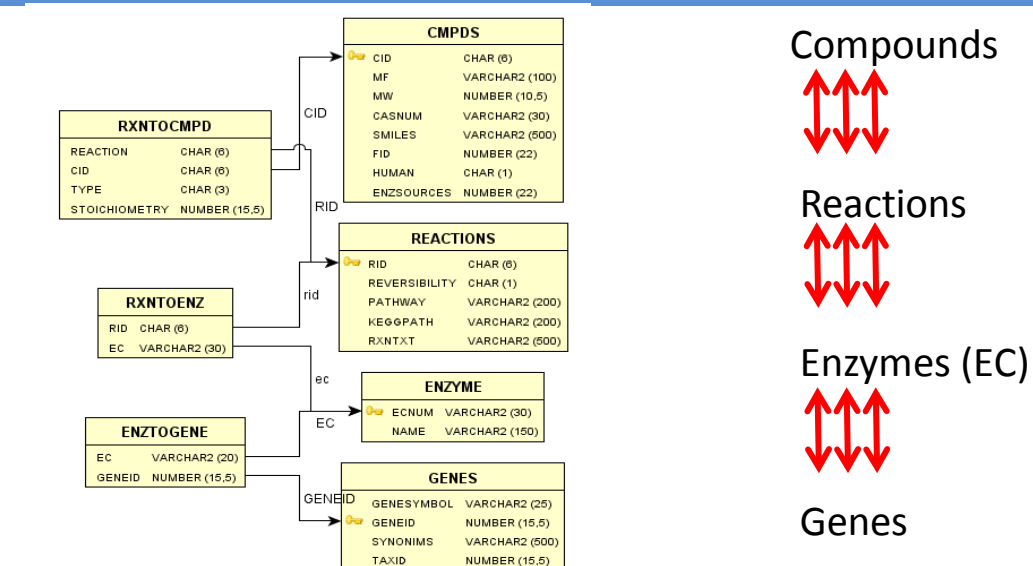 CMPDS
CID CHAR (6)
MF VARCHAR2 (100)
MW NUMBER (10,5)
CASNUM VARCHAR2 (30)
SMILES VARCHAR2 (500)
FID NUMBER (22)
HUMAN CHAR (1)
ENZSOURCES NUMBER (22)
CID
RXNTOCMPD
REACTION CHAR (6)
CID CHAR (6)
TYPE CHAR (3)
STOICHIOMETRY NUMBER (15,5)
RID
REACTIONS
RID CHAR (6)
REVERSIBILITY CHAR (1)
PATHWAY VARCHAR2 (200)
KEGGPATH VARCHAR2 (200)
RXNTXT VARCHAR2 (500)
rid
RXNTOENZ
RID CHAR (6)
EC VARCHAR2 (30)
ec
EC
ENZYME
ECNUM VARCHAR2 (30)
NAME VARCHAR2 (150)
ENZTOGENE
EC VARCHAR2 (20)
GENEID NUMBER (15,5)
GENEID
GENES
GENESYMBOL VARCHAR2 (25)
GENEID NUMBER (15,5)
SYNONIMS VARCHAR2 (500)
TAXID NUMBER (15,5)
Compounds
Reactions
Enzymes (EC)
Genes